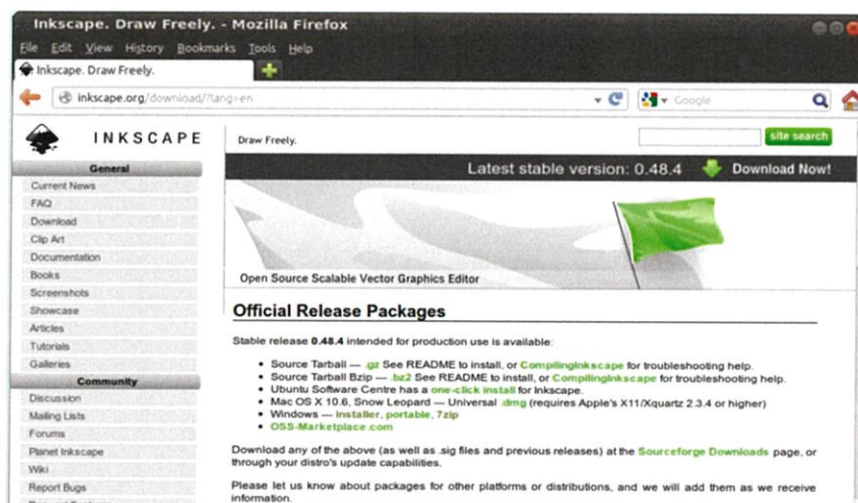 Inkscape. Draw Freely. - Mozilla Firefox
File Edit View History Bookmarks Tools Help
Inkscape. Draw Freely.
inkscape.org/download/?lang=en
Google
INKSCAPE
Draw Freely.
site search
Latest stable version: 0.48.4 Download Now!
General
Current News
FAQ
Download
Clip Art
Documentation
Books
Screenshots
Showcase
Articles
Tutorials
Galleries
Community
Discussion
Mailing Lists
Forums
Planet Inkscape
Wiki
Report Bugs
Open Source Scalable Vector Graphics Editor
Official Release Packages
Stable release 0.48.4 intended for production use is available:
• Source Tarball — .gz See README to install, or CompilingInkscape for troubleshooting help.
• Source Tarball Bzip — .bz2 See README to install, or CompilingInkscape for troubleshooting help.
• Ubuntu Software Centre has a one-click install for Inkscape.
• Mac OS X 10.6, Snow Leopard — Universal .dmg (requires Apple's X11/Xquartz 2.3.4 or higher)
• Windows — Installer, portable, 7zip
• OSS-Marketplace.com
Download any of the above (as well as .sig files and previous releases) at the Sourceforge Downloads page, or
through your distro's update capabilities.
Please let us know about packages for other platforms or distributions, and we will add them as we receive
information.